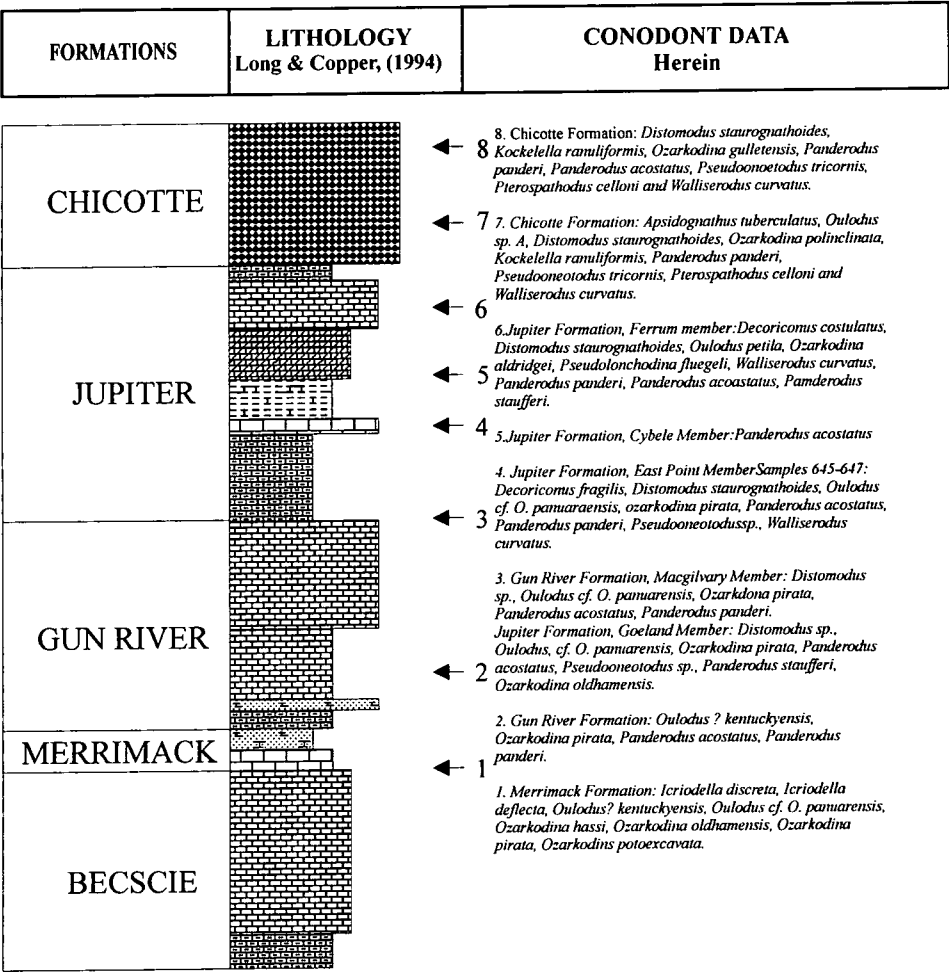 FORMATIONS
LITHOLOGY
Long & Copper, (1994)
CONODONT DATA
Herein
CHICOTTE
JUPITER
GUN RIVER
MERRIMACK
BECSCIE
8
7
6
5
4
3
2
1
8. Chicotte Formation: Distomodus staurognathoides,
Kockelella ranuliformis, Ozarkodina gulletensis, Panderodus
panderi, Panderodus acostatus, Pseudoonoetodus tricornis,
Pterospathodus celloni and Walliserodus curvatus.
7. Chicotte Formation: Apsidognathus tuberculatus, Oulodus
sp. A, Distomodus staurognathoides, Ozarkodina polinclinata,
Kockelella ranuliformis, Panderodus panderi,
Pseudooneotodus tricornis, Pterospathodus celloni and
Walliserodus curvatus.
6.Jupiter Formation, Ferrum member:Decoriconus costulatus,
Distomodus staurognathoides, Oulodus petila, Ozarkodina
aldridgei, Pseudolonchodina fluegeli, Walliserodus curvatus,
Panderodus panderi, Panderodus acoastatus, Pamderodus
staufferi.
5.Jupiter Formation, Cybele Member:Panderodus acostatus
4. Jupiter Formation, East Point MemberSamples 645-647:
Decoriconus fragilis, Distomodus staurognathoides, Oulodus
cf. O. panuaraensis, ozarkodina pirata, Panderodus acostatus,
Panderodus panderi, Pseudooneotodussp., Walliserodus
curvatus.
3. Gun River Formation, Macgilvary Member: Distomodus
sp., Oulodus cf. O. panuarensis, Ozarkdona pirata,
Panderodus acostatus, Panderodus panderi.
Jupiter Formation, Goeland Member: Distomodus sp.,
Oulodus, cf. O. panuarensis, Ozarkodina pirata, Panderodus
acostatus, Pseudooneotodus sp., Panderodus staufferi,
Ozarkodina oldhamensis.
2. Gun River Formation: Oulodus ? kentuckyensis,
Ozarkodina pirata, Panderodus acostatus, Panderodus
panderi.
1. Merrimack Formation: Icriodella discreta, Icriodella
deflecta, Oulodus? kentuckyensis, Oulodus cf. O. panuarensis,
Ozarkodina hassi, Ozarkodina oldhamensis, Ozarkodina
pirata, Ozarkodins potoexcavata.